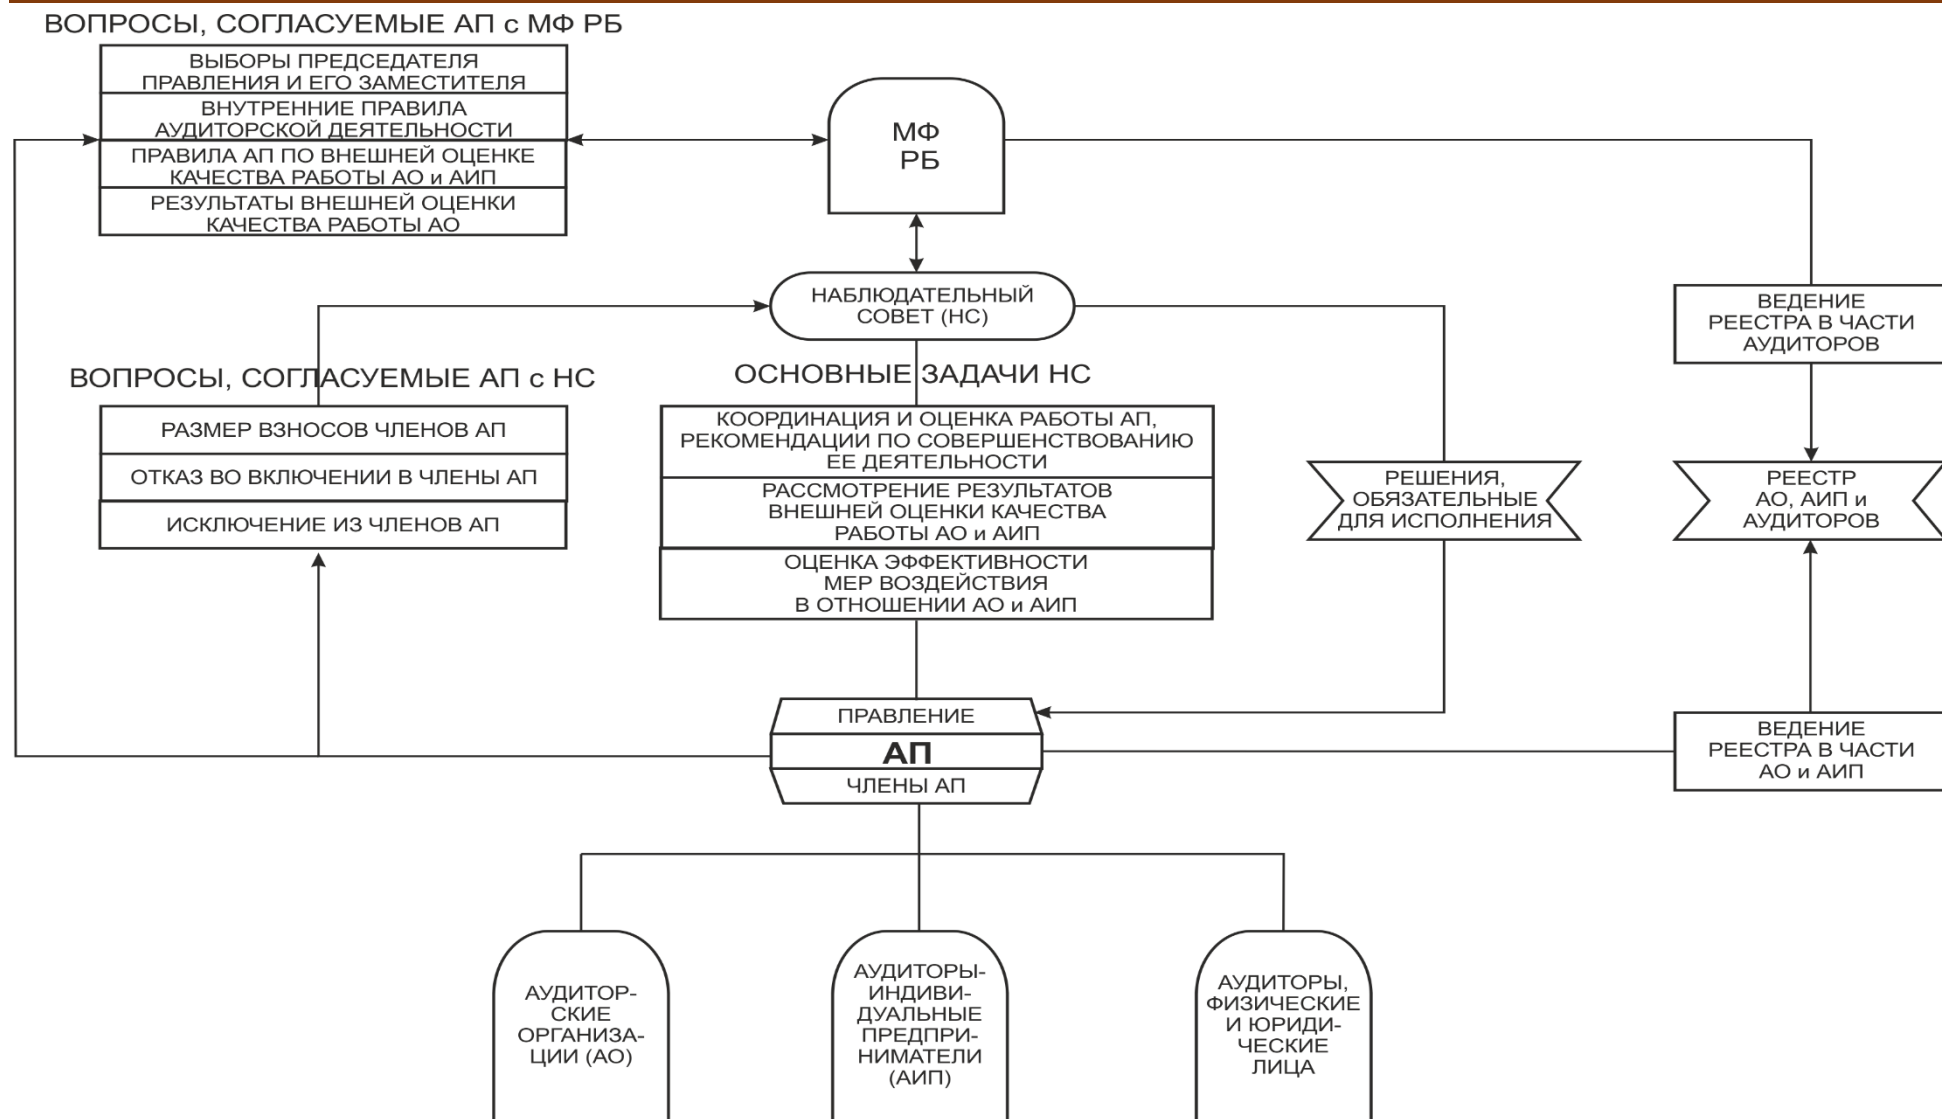 ВОПРОСЫ, СОГЛАСУЕМЫЕ АП с МФ РБ
ВЫБОРЫ ПРЕДСЕДАТЕЛЯ
ПРАВЛЕНИЯ И ЕГО ЗАМЕСТИТЕЛЯ
ВНУТРЕННИЕ ПРАВИЛА
АУДИТОРСКОЙ ДЕЯТЕЛЬНОСТИ
ПРАВИЛА АП ПО ВНЕШНЕЙ ОЦЕНКЕ
КАЧЕСТВА РАБОТЫ АО и АИП
РЕЗУЛЬТАТЫ ВНЕШНЕЙ ОЦЕНКИ
КАЧЕСТВА РАБОТЫ АО
МФ
РБ
НАБЛЮДАТЕЛЬНЫЙ
СОВЕТ (НС)
ВЕДЕНИЕ
РЕЕСТРА В ЧАСТИ
АУДИТОРОВ
ВОПРОСЫ, СОГЛАСУЕМЫЕ АП с НС
РАЗМЕР ВЗНОСОВ ЧЛЕНОВ АП
ОТКАЗ ВО ВКЛЮЧЕНИИ В ЧЛЕНЫ АП
ИСКЛЮЧЕНИЕ ИЗ ЧЛЕНОВ АП
ОСНОВНЫЕ ЗАДАЧИ НС
КООРДИНАЦИЯ И ОЦЕНКА РАБОТЫ АП,
РЕКОМЕНДАЦИИ ПО СОВЕРШЕНСТВОВАНИЮ
ЕЕ ДЕЯТЕЛЬНОСТИ
РАССМОТРЕНИЕ РЕЗУЛЬТАТОВ
ВНЕШНЕЙ ОЦЕНКИ КАЧЕСТВА
РАБОТЫ АО и АИП
ОЦЕНКА ЭФФЕКТИВНОСТИ
МЕР ВОЗДЕЙСТВИЯ
В ОТНОШЕНИИ АО и АИП
РЕШЕНИЯ,
ОБЯЗАТЕЛЬНЫЕ
ДЛЯ ИСПОЛНЕНИЯ
РЕЕСТР
АО, АИП и
АУДИТОРОВ
ПРАВЛЕНИЕ
АП
ЧЛЕНЫ АП
ВЕДЕНИЕ
РЕЕСТРА В ЧАСТИ
АО и АИП
АУДИТОР-
СКИЕ
ОРГАНИЗА-
ЦИИ (АО)
АУДИТОРЫ-
ИНДИВИ-
ДУАЛЬНЫЕ
ПРЕДПРИ-
НИМАТЕЛИ
(АИП)
АУДИТОРЫ,
ФИЗИЧЕСКИЕ
И ЮРИДИ-
ЧЕСКИЕ
ЛИЦА